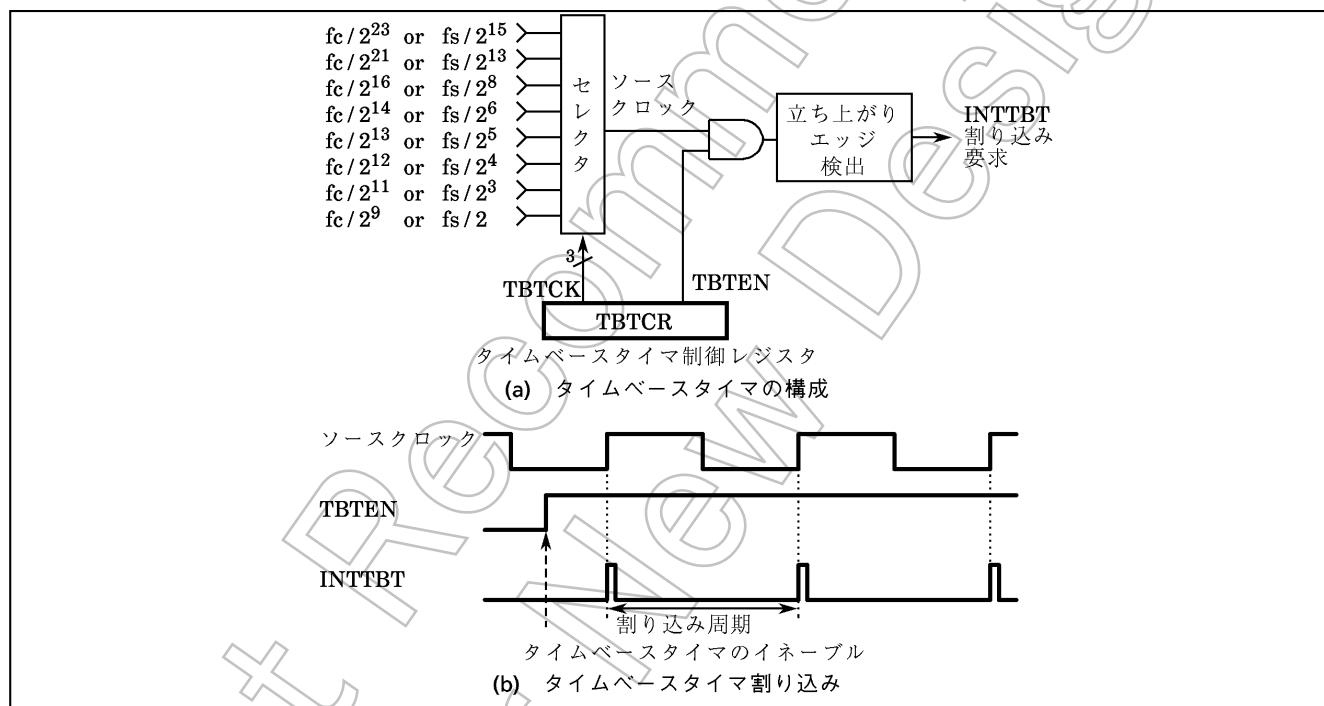 fc / 2^23 or fs / 2^15
fc / 2^21 or fs / 2^13
fc / 2^16 or fs / 2^8
fc / 2^14 or fs / 2^6
fc / 2^13 or fs / 2^5
fc / 2^12 or fs / 2^4
fc / 2^11 or fs / 2^3
fc / 2^9 or fs / 2
セレクタ
ソース
クロック
立ち上がり
エッジ
検出
INTTBT
割り込み
要求
3
TBTCK
TBTEN
TBTCR
タイムベースタイマ制御レジスタ
(a) タイムベースタイマの構成
ソースクロック
TBTEN
INTTBT
割り込み周期
タイムベースタイマのイネーブル
(b) タイムベースタイマ割り込み